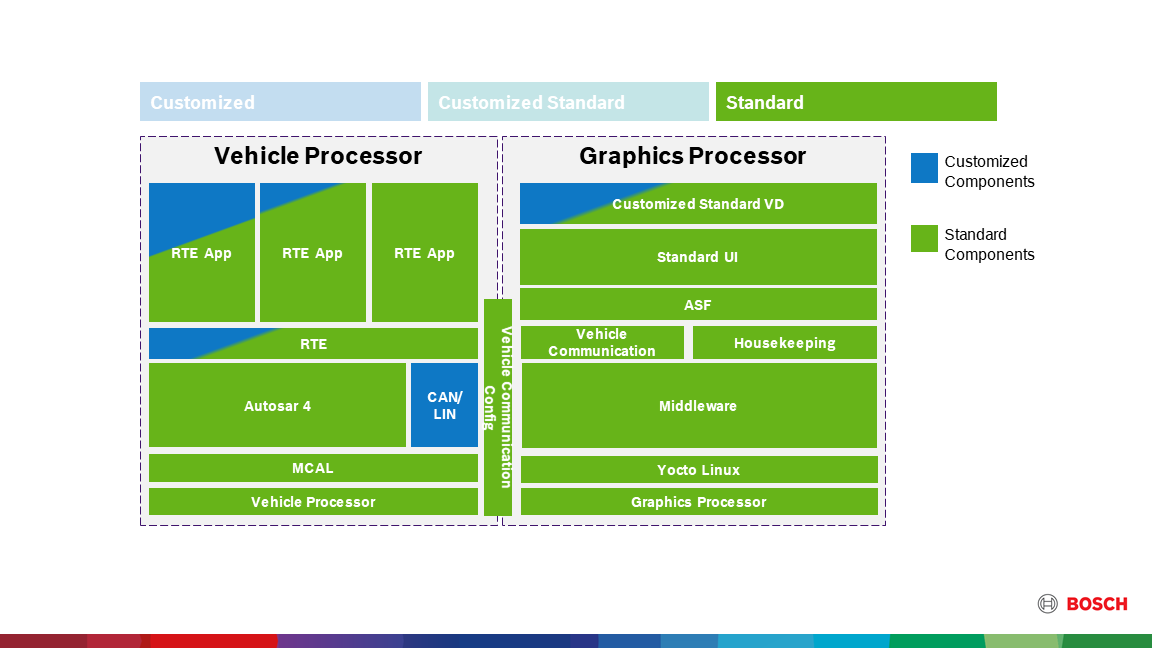 Customized
Customized Standard
Standard
Vehicle Processor
Graphics Processor
Customized
Components
Standard
Components
RTE App
RTE App
RTE App
RTE
Autosar 4
CAN/
LIN
MCAL
Vehicle Processor
Vehicle Communication
Config
Customized Standard VD
Standard UI
ASF
Vehicle
Communication
Housekeeping
Middleware
Yocto Linux
Graphics Processor
BOSCH